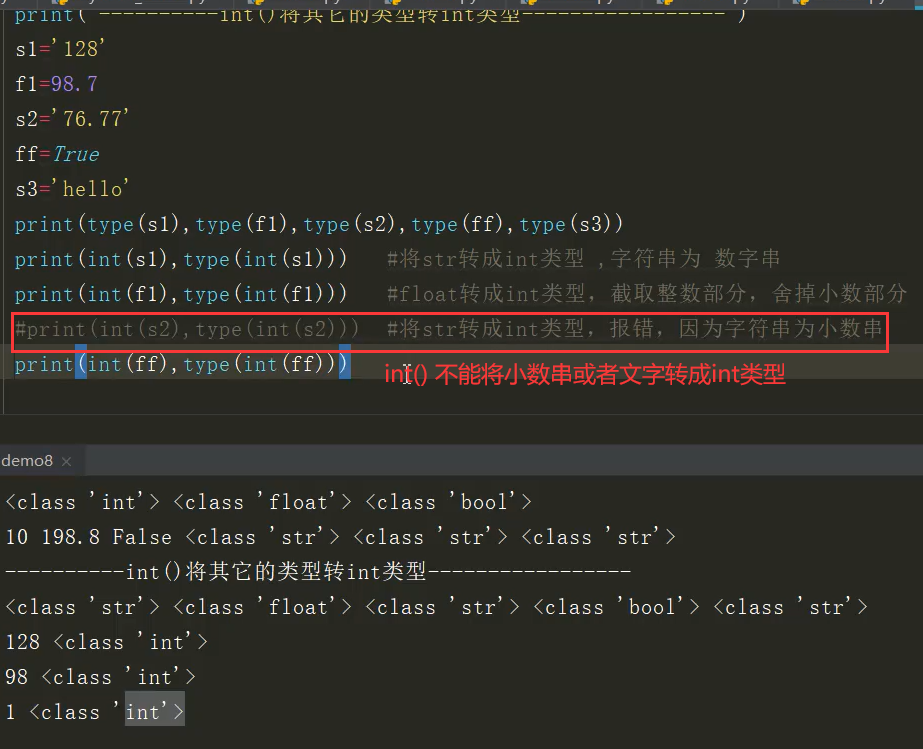 print( ----------int()将其它的类型转int类型----------------- )
s1='128'
f1=98.7
s2='76.77'
ff=True
s3='hello'
print(type(s1),type(f1),type(s2),type(ff),type(s3))
print(int(s1),type(int(s1))) #将str转成int类型 ,字符串为 数字串
print(int(f1),type(int(f1))) #float转成int类型，截取整数部分，舍掉小数部分
#print(int(s2),type(int(s2))) #将str转成int类型，报错，因为字符串为小数串
print(int(ff),type(int(ff)))
int() 不能将小数串或者文字转成int类型
demo8 ×
<class 'int'> <class 'float'> <class 'bool'>
10 198.8 False <class 'str'> <class 'str'> <class 'str'>
----------int()将其它的类型转int类型-----------------
<class 'str'> <class 'float'> <class 'str'> <class 'bool'> <class 'str'>
128 <class 'int'>
98 <class 'int'>
1 <class 'int'>